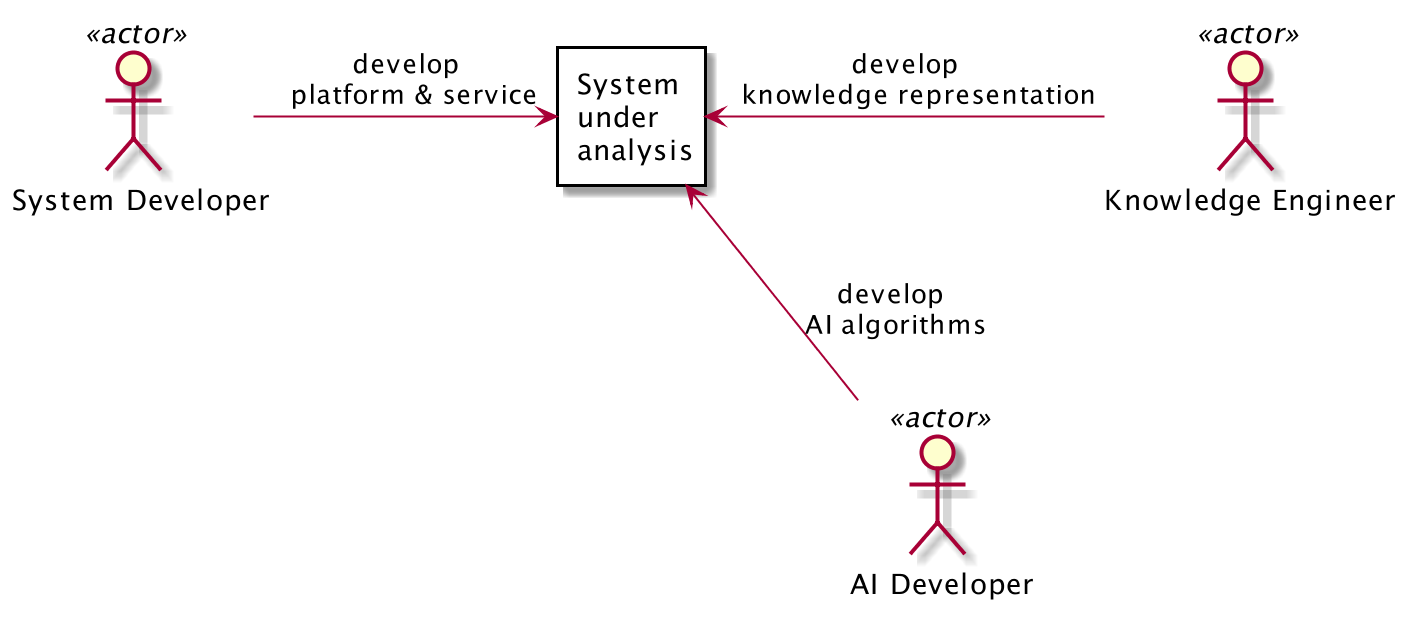 «actor»
System Developer
develop
platform & service
System
under
analysis
develop
knowledge representation
«actor»
Knowledge Engineer
develop
AI algorithms
«actor»
AI Developer